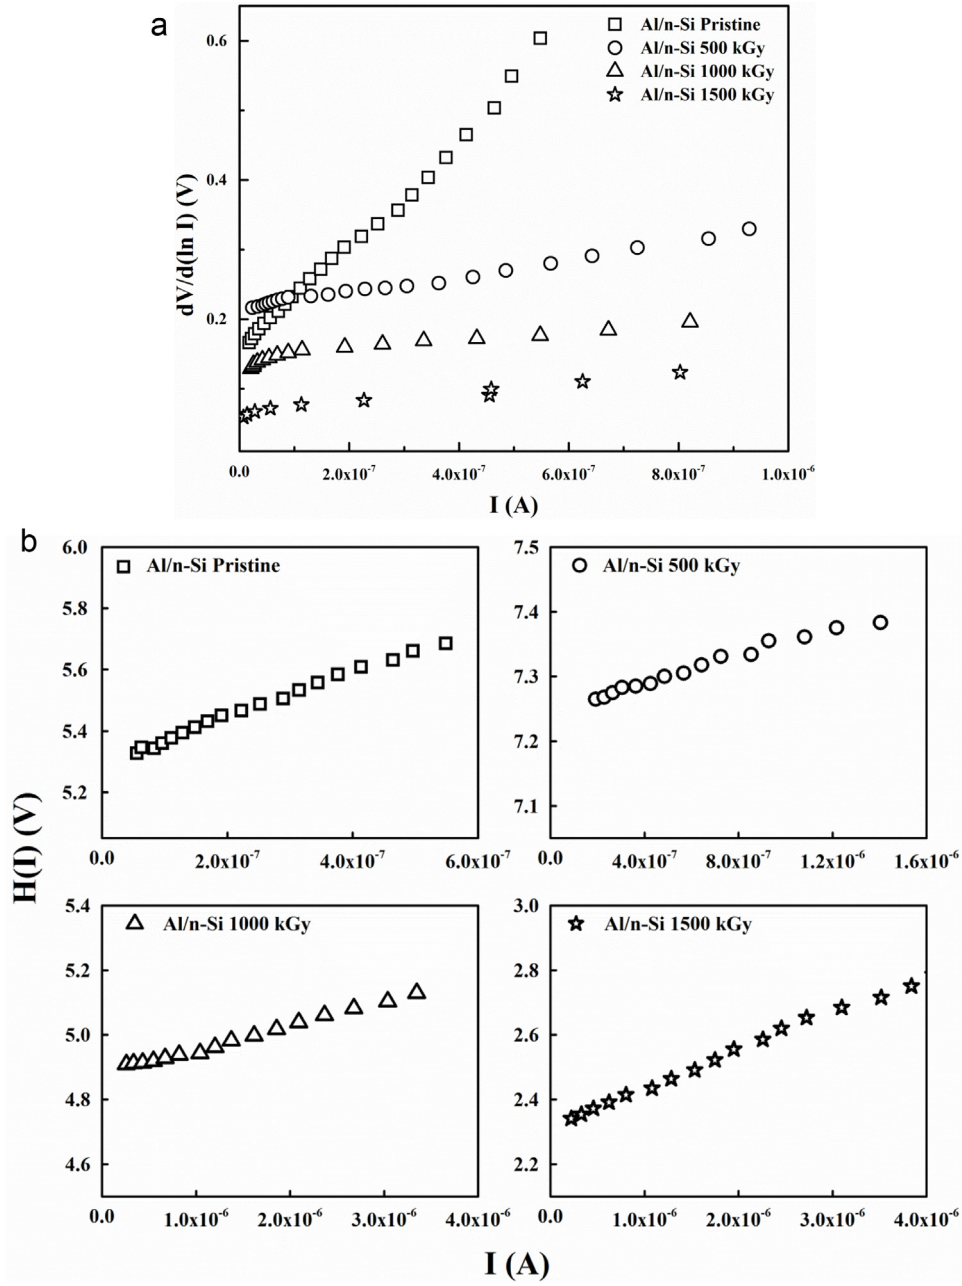 a
Al/n-Si Pristine
Al/n-Si 500 kGy
Al/n-Si 1000 kGy
Al/n-Si 1500 kGy
0.6
0.4
0.2
dV/d(ln I) (V)
0.0 2.0x10⁻⁷ 4.0x10⁻⁷ 6.0x10⁻⁷ 8.0x10⁻⁷ 1.0x10⁻⁶
I (A)
b
H(I) (V)
Al/n-Si Pristine
6.0
5.8
5.6
5.4
5.2
0.0 2.0x10⁻⁷ 4.0x10⁻⁷ 6.0x10⁻⁷
Al/n-Si 500 kGy
7.5
7.4
7.3
7.2
7.1
0.0 4.0x10⁻⁷ 8.0x10⁻⁷ 1.2x10⁻⁶ 1.6x10⁻⁶
Al/n-Si 1000 kGy
5.4
5.2
5.0
4.8
4.6
0.0 1.0x10⁻⁶ 2.0x10⁻⁶ 4.0x10⁻⁶
Al/n-Si 1500 kGy
3.0
2.8
2.6
2.4
2.2
0.0 1.0x10⁻⁶ 2.0x10⁻⁶ 3.0x10⁻⁶ 4.0x10⁻⁶
I (A)